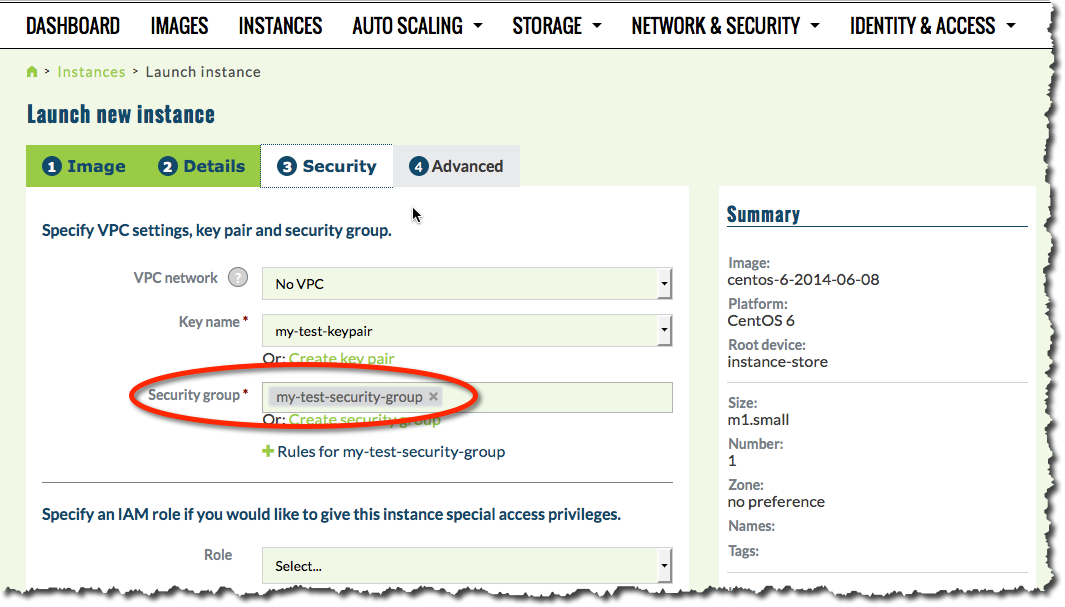 DASHBOARD IMAGES INSTANCES AUTO SCALING STORAGE NETWORK & SECURITY IDENTITY & ACCESS
> Instances > Launch instance
Launch new instance
1 Image 2 Details 3 Security 4 Advanced
Specify VPC settings, key pair and security group.
VPC network ? No VPC
Key name * my-test-keypair
Or: Create key pair
Security group * my-test-security-group ×
Or: Create security group
+ Rules for my-test-security-group
Specify an IAM role if you would like to give this instance special access privileges.
Role Select...
Summary
Image:
centos-6-2014-06-08
Platform:
CentOS 6
Root device:
instance-store
Size:
m1.small
Number:
1
Zone:
no preference
Names:
Tags: